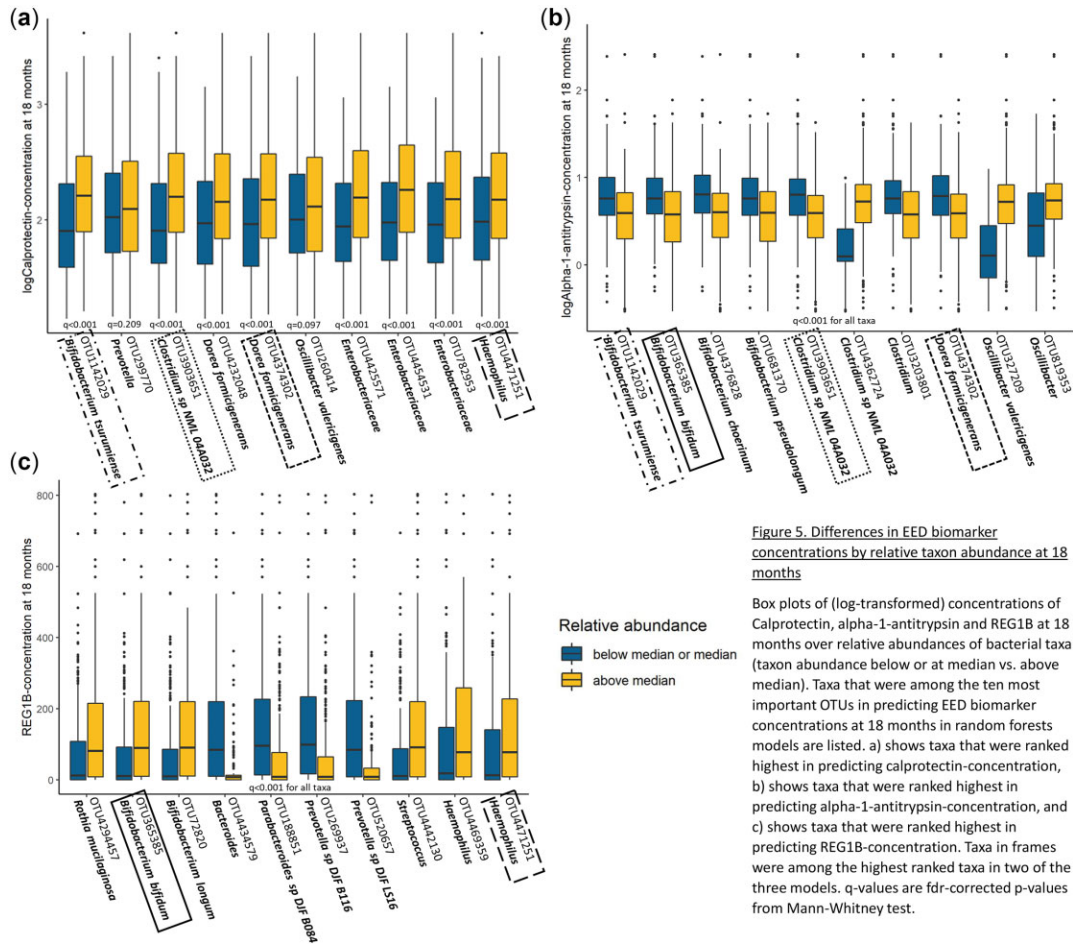 (a)
logCalprotectin-concentration at 18 months
3
2
q<0.001
q=0.209
q<0.001
q<0.001
q<0.001
q=0.097
q<0.001
q<0.001
q<0.001
q<0.001
OTU1142029
Bifidobacterium tsurumiense
OTU299770
Prevotella
OTU3903651
Clostridium sp NML 04A032
OTU4232048
Dorea formicigenerans
OTU4374302
Dorea formicigenerans
OTU260414
Oscillibacter valericigenes
OTU4425571
Enterobacteriaceae
OTU4454531
Enterobacteriaceae
OTU782953
Enterobacteriaceae
OTU4471251
Haemophilus
(b)
logAlpha-1-antitrypsin-concentration at 18 months
2
1
0
q<0.001 for all taxa
OTU1142029
Bifidobacterium tsurumiense
OTU365385
Bifidobacterium bifidum
OTU4376828
Bifidobacterium choerinum
OTU681370
Bifidobacterium pseudolongum
OTU3903651
Clostridium sp NML 04A032
OTU4362724
Clostridium sp NML 04A032
OTU3203801
Clostridium
OTU4374302
Dorea formicigenerans
OTU327209
Oscillibacter valericigenes
OTU819353
Oscillibacter
(c)
REG1B-concentration at 18 months
800
600
400
200
0
q<0.001 for all taxa
OTU4294457
Rothia mucilaginosa
OTU365385
Bifidobacterium bifidum
OTU72820
Bifidobacterium longum
OTU4434579
Bacteroides
OTU188851
Parabacteroides sp DJF B084
OTU269937
Prevotella sp DJF B116
OTU520657
Prevotella sp DJF LS16
OTU4442130
Streptococcus
OTU4469359
Haemophilus
OTU4471251
Haemophilus
Relative abundance
below median or median
above median
Figure 5. Differences in EED biomarker
concentrations by relative taxon abundance at 18
months
Box plots of (log-transformed) concentrations of
Calprotectin, alpha-1-antitrypsin and REG1B at 18
months over relative abundances of bacterial taxa
(taxon abundance below or at median vs. above
median). Taxa that were among the ten most
important OTUs in predicting EED biomarker
concentrations at 18 months in random forests
models are listed. a) shows taxa that were ranked
highest in predicting calprotectin-concentration,
b) shows taxa that were ranked highest in
predicting alpha-1-antitrypsin-concentration, and
c) shows taxa that were ranked highest in
predicting REG1B-concentration. Taxa in frames
were among the highest ranked taxa in two of the
three models. q-values are fdr-corrected p-values
from Mann-Whitney test.